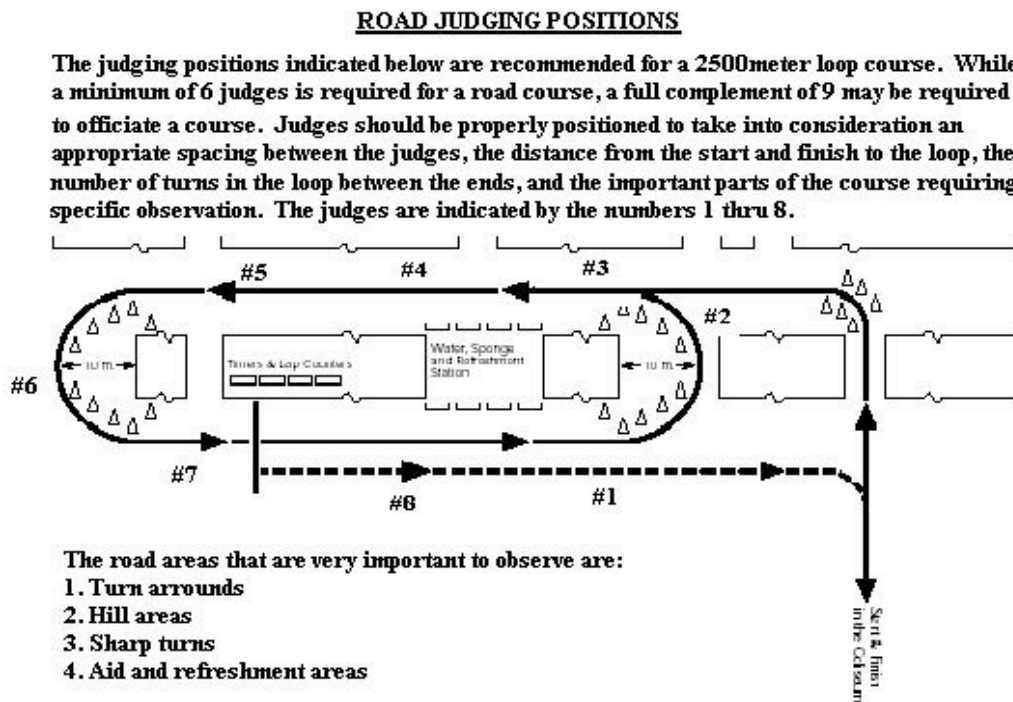 ROAD JUDGING POSITIONS
The judging positions indicated below are recommended for a 2500meter loop course. While
a minimum of 6 judges is required for a road course, a full complement of 9 may be required
to officiate a course. Judges should be properly positioned to take into consideration an
appropriate spacing between the judges, the distance from the start and finish to the loop, the
number of turns in the loop between the ends, and the important parts of the course requiring
specific observation. The judges are indicated by the numbers 1 thru 8.
#5
#4
#3
#2
Water, Sponge
and Refreshment
Station
Timers & Lap Counters
10 m.
10 m.
#6
#7
#8
#1
The road areas that are very important to observe are:
1. Turn arrounds
2. Hill areas
3. Sharp turns
4. Aid and refreshment areas
Start & Finish
in the Coliseum